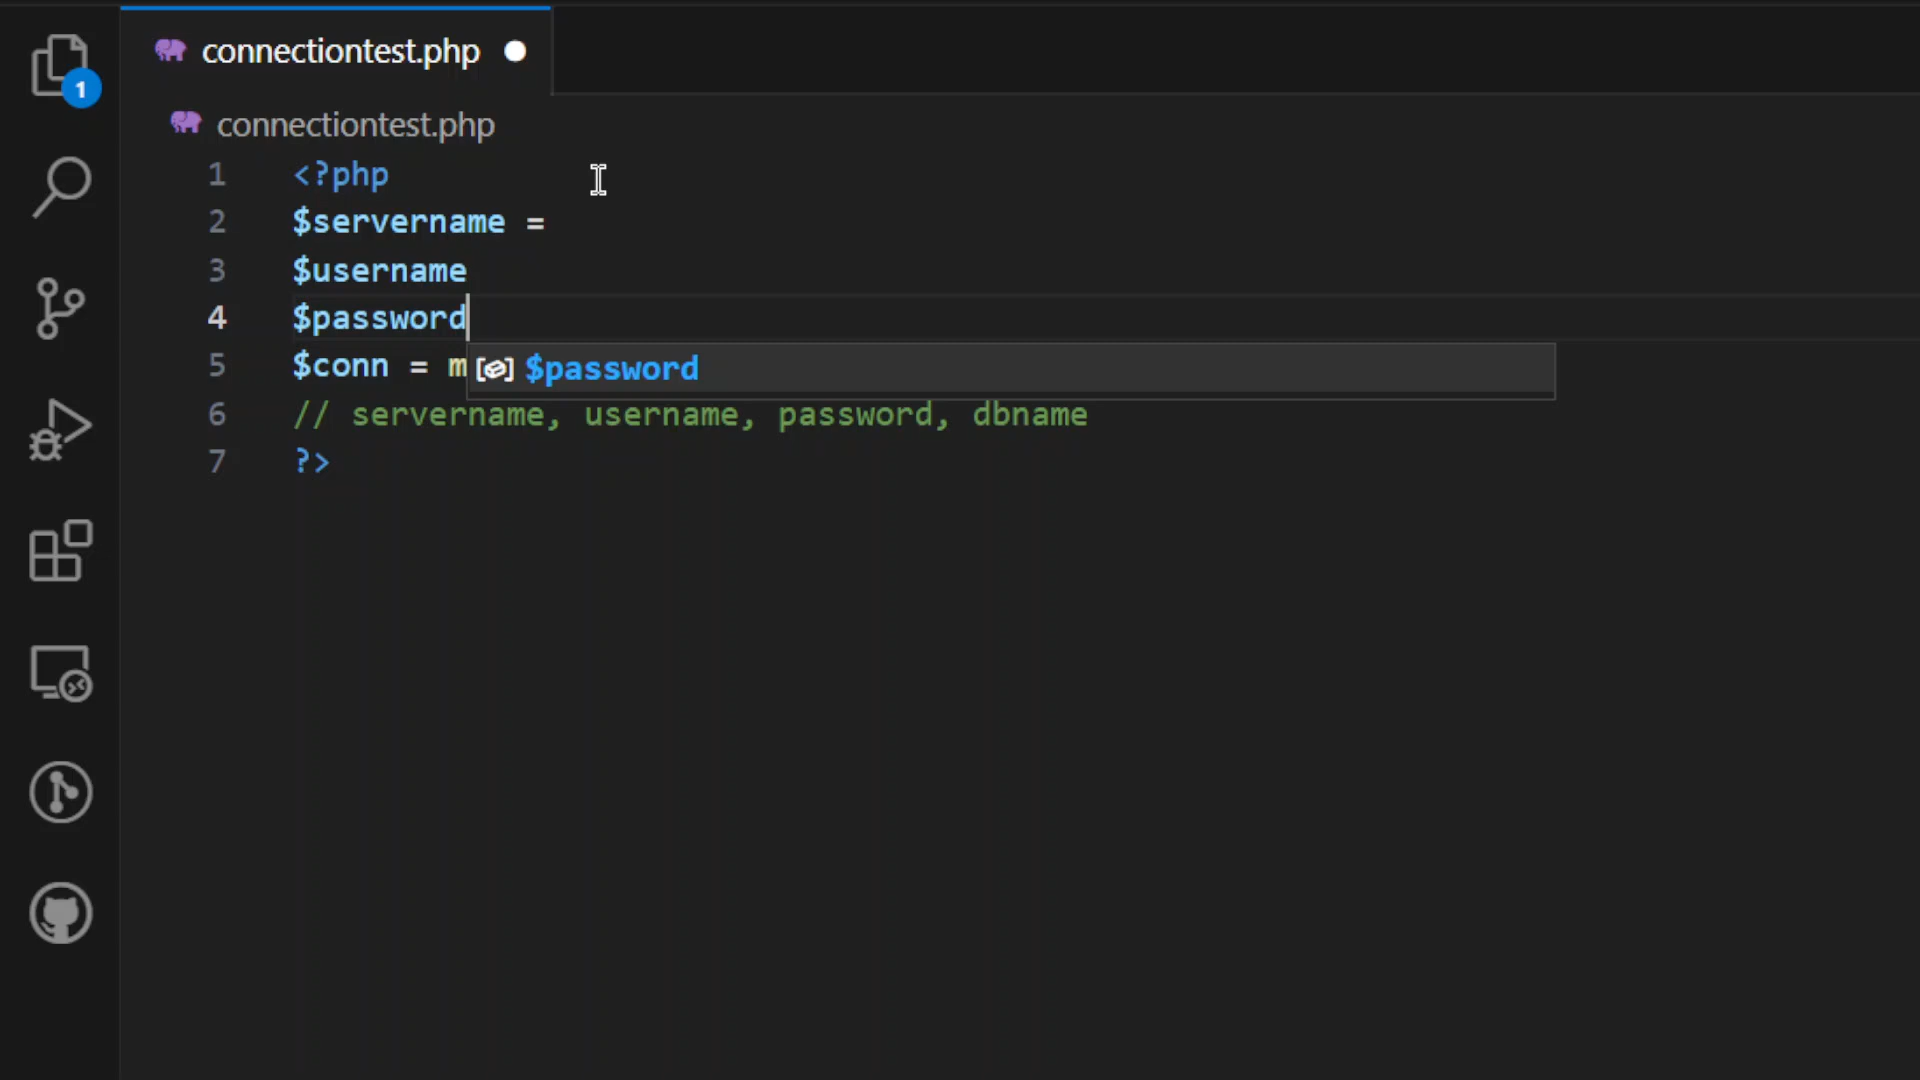 connectiontest.php
1
connectiontest.php
1 <?php
2 $servername =
3 $username
4 $password
5 $conn = m
$password
6 // servername, username, password, dbname
7 ?>